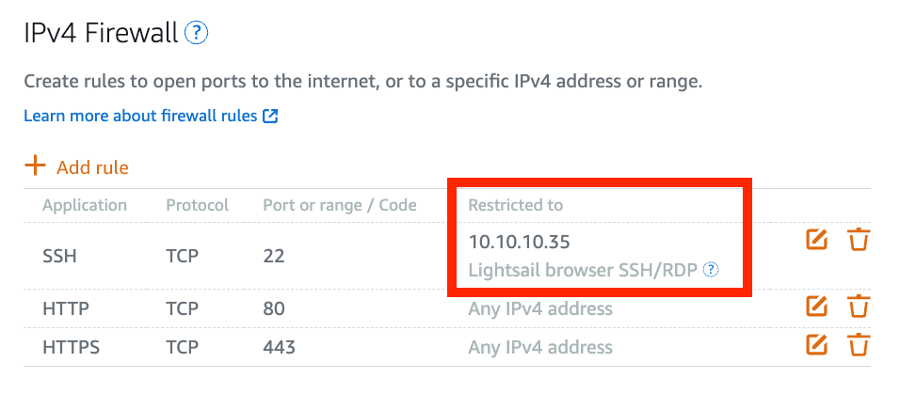 IPv4 Firewall ?
Create rules to open ports to the internet, or to a specific IPv4 address or range.
Learn more about firewall rules
+ Add rule
Application Protocol Port or range / Code Restricted to
SSH TCP 22 10.10.10.35
Lightsail browser SSH/RDP ?
HTTP TCP 80 Any IPv4 address
HTTPS TCP 443 Any IPv4 address